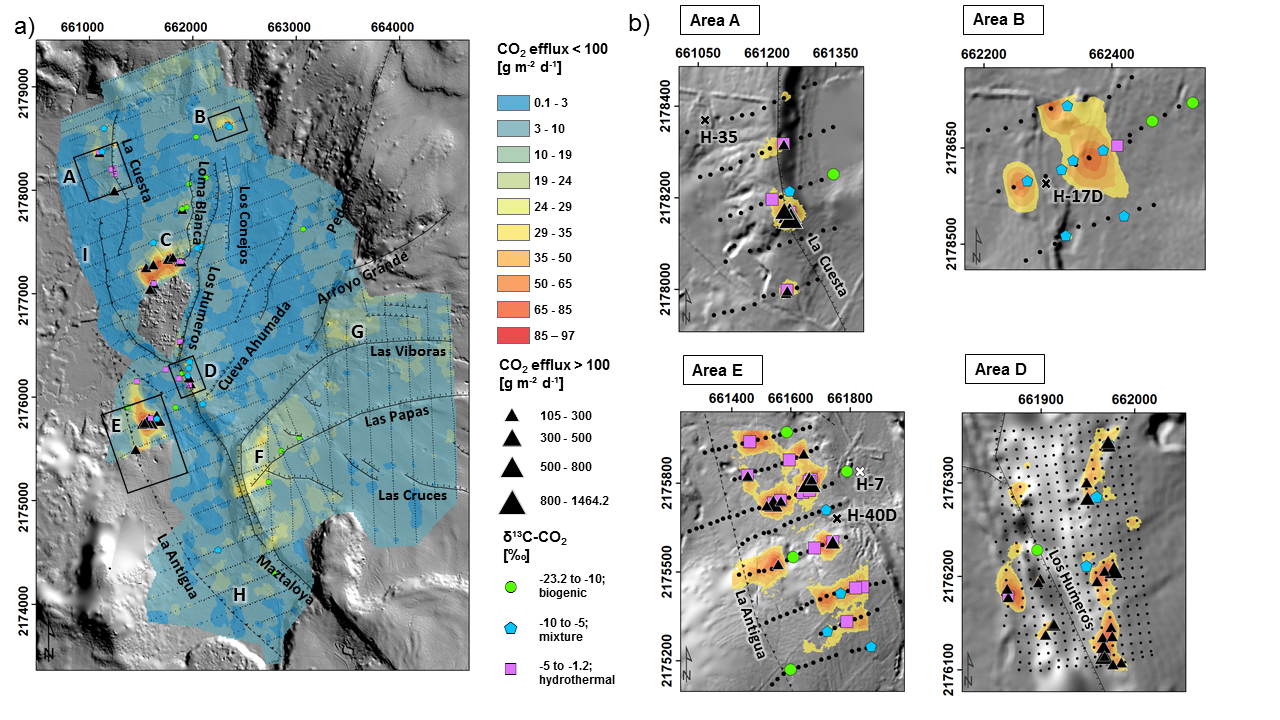 a)
661000
662000
663000
664000
2179000
2178000
2177000
2176000
2175000
2174000
A
B
C
D
E
F
G
H
I
La Cuesta
Loma Blanca
Los Conejos
Los Humeros
Cueva Ahumada
Arroyo Grande
Las Viboras
Las Papas
Las Cruces
Maztaloya
La Antigua
N
CO2 efflux < 100
[g m-2 d-1]
0.1 - 3
3 - 10
10 - 19
19 - 24
24 - 29
29 - 35
35 - 50
50 - 65
65 - 85
85 – 97
CO2 efflux > 100
[g m-2 d-1]
105 - 300
300 - 500
500 - 800
800 - 1464.2
δ13C-CO2
[‰]
-23.2 to -10;
biogenic
-10 to -5;
mixture
-5 to -1.2;
hydrothermal
b)
Area A
661050
661200
661350
2178400
2178200
2178000
H-35
La Cuesta
N
Area B
662200
662400
2178650
2178500
H-17D
N
Area E
661400
661600
661800
2175800
2175500
2175200
H-7
H-40D
La Antigua
N
Area D
661900
662000
2176300
2176200
2176100
Los Humeros
N